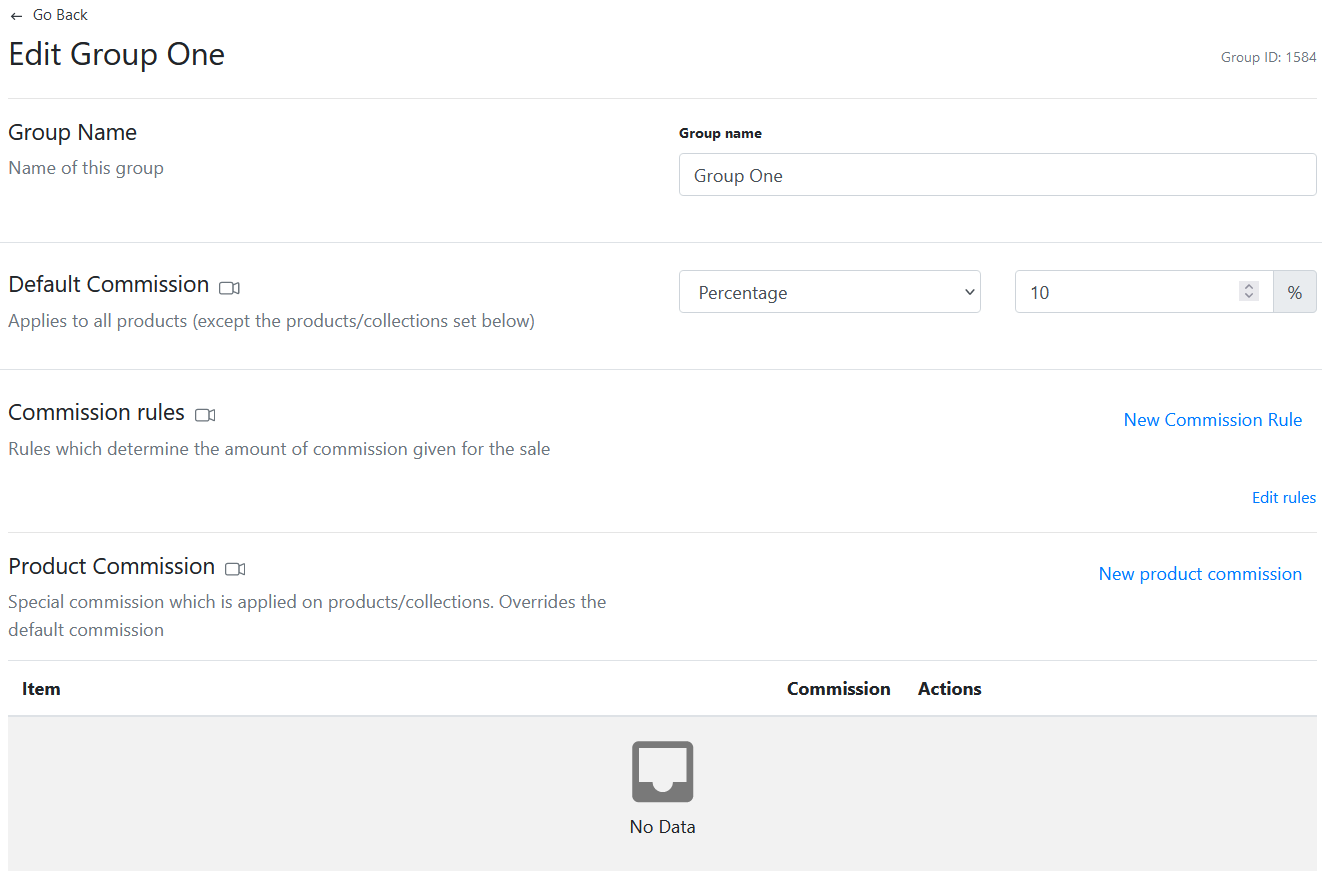 ← Go Back
Edit Group One
Group ID: 1584
Group Name
Name of this group
Group name
Group One
Default Commission
Applies to all products (except the products/collections set below)
Percentage
10
%
Commission rules
Rules which determine the amount of commission given for the sale
New Commission Rule
Edit rules
Product Commission
Special commission which is applied on products/collections. Overrides the
default commission
New product commission
Item Commission Actions
No Data